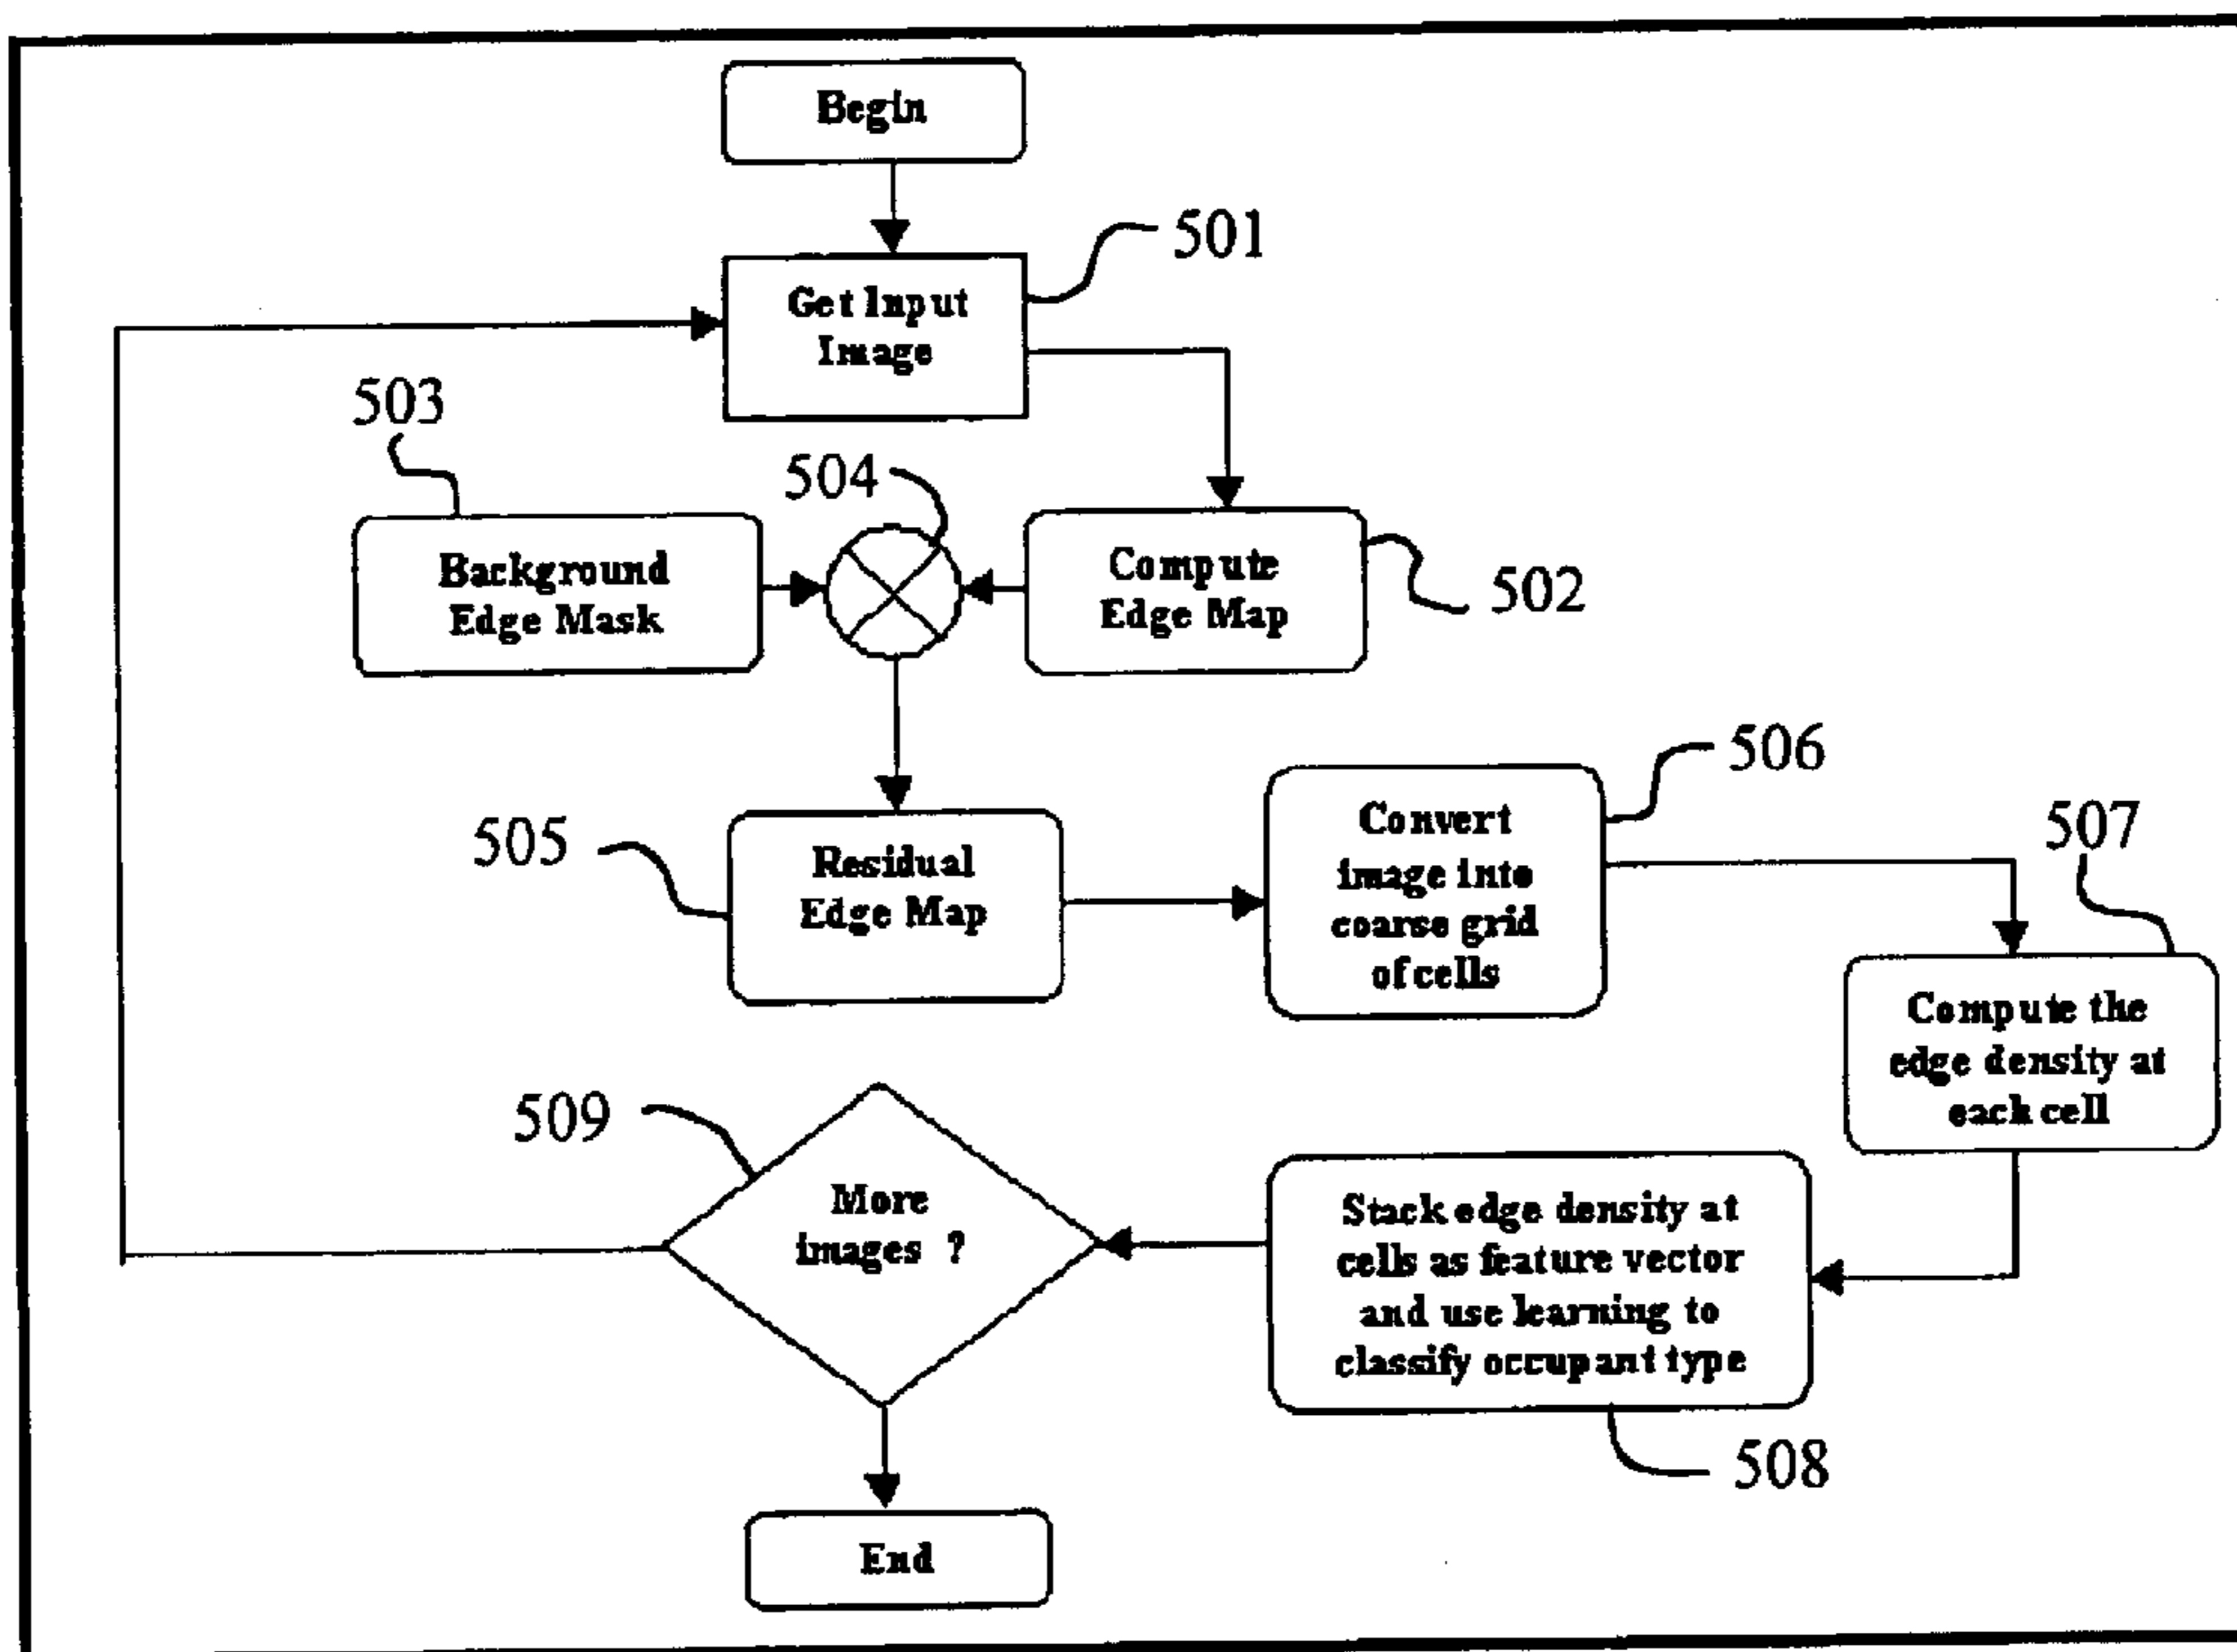 Begin
501
Get Input
Image
503
504
Background
Edge Mask
Compute
Edge Map
502
505
Residual
Edge Map
506
Convert
image into
coarse grid
of cells
507
Compute the
edge density at
each cell
509
More
images ?
Stack edge density at
cells as feature vector
and use learning to
classify occupant type
508
End